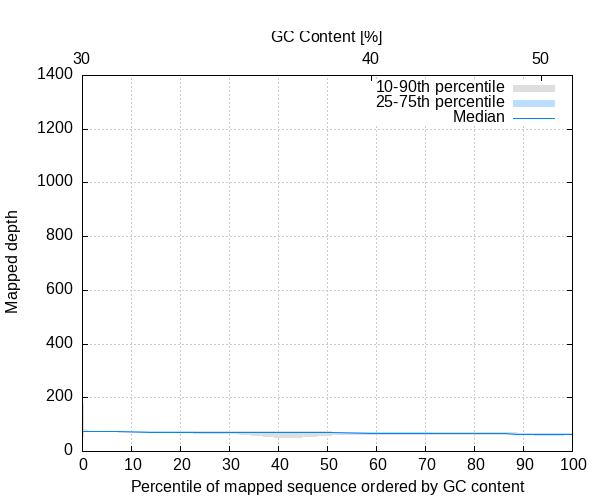 GC Content [%]
30 40 50
1400
10-90th percentile
25-75th percentile
Median
1200
1000
800
600
400
200
0
Mapped depth
0 10 20 30 40 50 60 70 80 90 100
Percentile of mapped sequence ordered by GC content